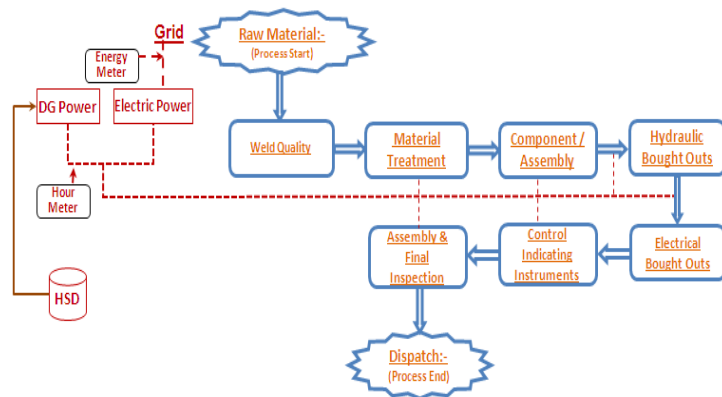 Grid
Raw Material:-
(Process Start)
Energy
Meter
DG Power
Electric Power
Weld Quality
Material
Treatment
Component /
Assembly
Hydraulic
Bought Outs
Hour
Meter
Assembly &
Final
Inspection
Control
Indicating
Instruments
Electrical
Bought Outs
HSD
Dispatch:-
(Process End)